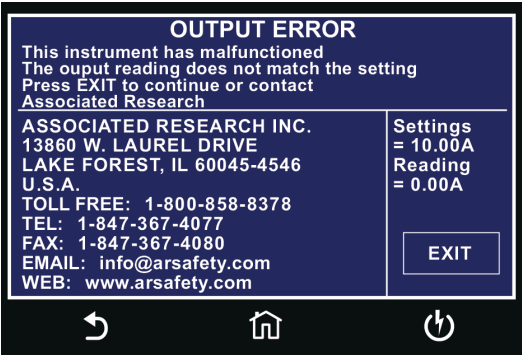 OUTPUT ERROR
This instrument has malfunctioned
The ouput reading does not match the setting
Press EXIT to continue or contact
Associated Research
ASSOCIATED RESEARCH INC.
13860 W. LAUREL DRIVE
LAKE FOREST, IL 60045-4546
U.S.A.
TOLL FREE: 1-800-858-8378
TEL: 1-847-367-4077
FAX: 1-847-367-4080
EMAIL: info@arsafety.com
WEB: www.arsafety.com
Settings
= 10.00A
Reading
= 0.00A
EXIT